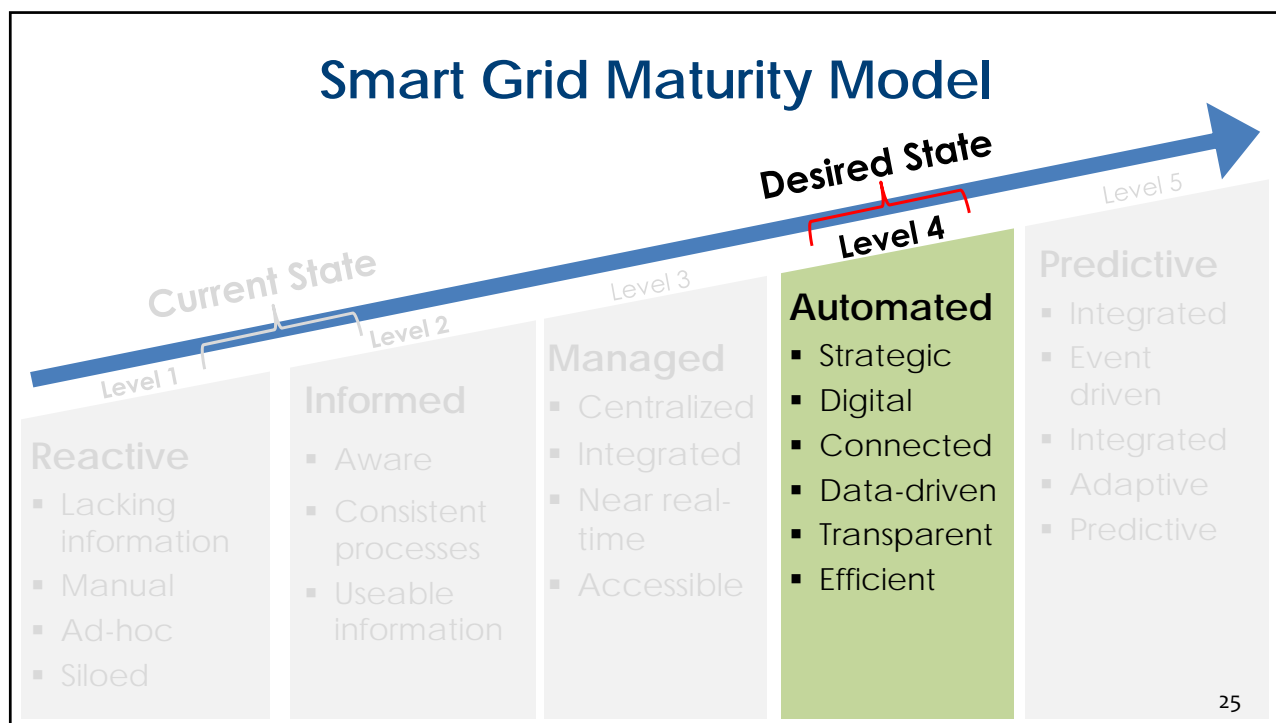 Smart Grid Maturity Model
Desired State
Level 5
Level 4
Current State
Level 3
Level 2
Level 1
Reactive
▪ Lacking
information
▪ Manual
▪ Ad-hoc
▪ Siloed
Informed
▪ Aware
▪ Consistent
processes
▪ Useable
information
Managed
▪ Centralized
▪ Integrated
▪ Near real-
time
▪ Accessible
Automated
▪ Strategic
▪ Digital
▪ Connected
▪ Data-driven
▪ Transparent
▪ Efficient
Predictive
▪ Integrated
▪ Event
driven
▪ Integrated
▪ Adaptive
▪ Predictive
25